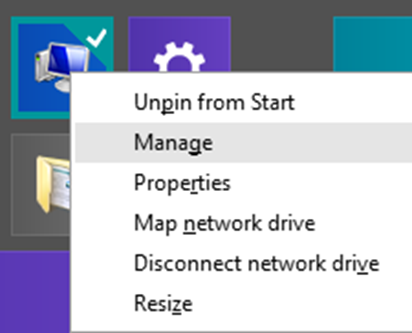 Unpin from Start
Manage
Properties
Map network drive
Disconnect network drive
Resize